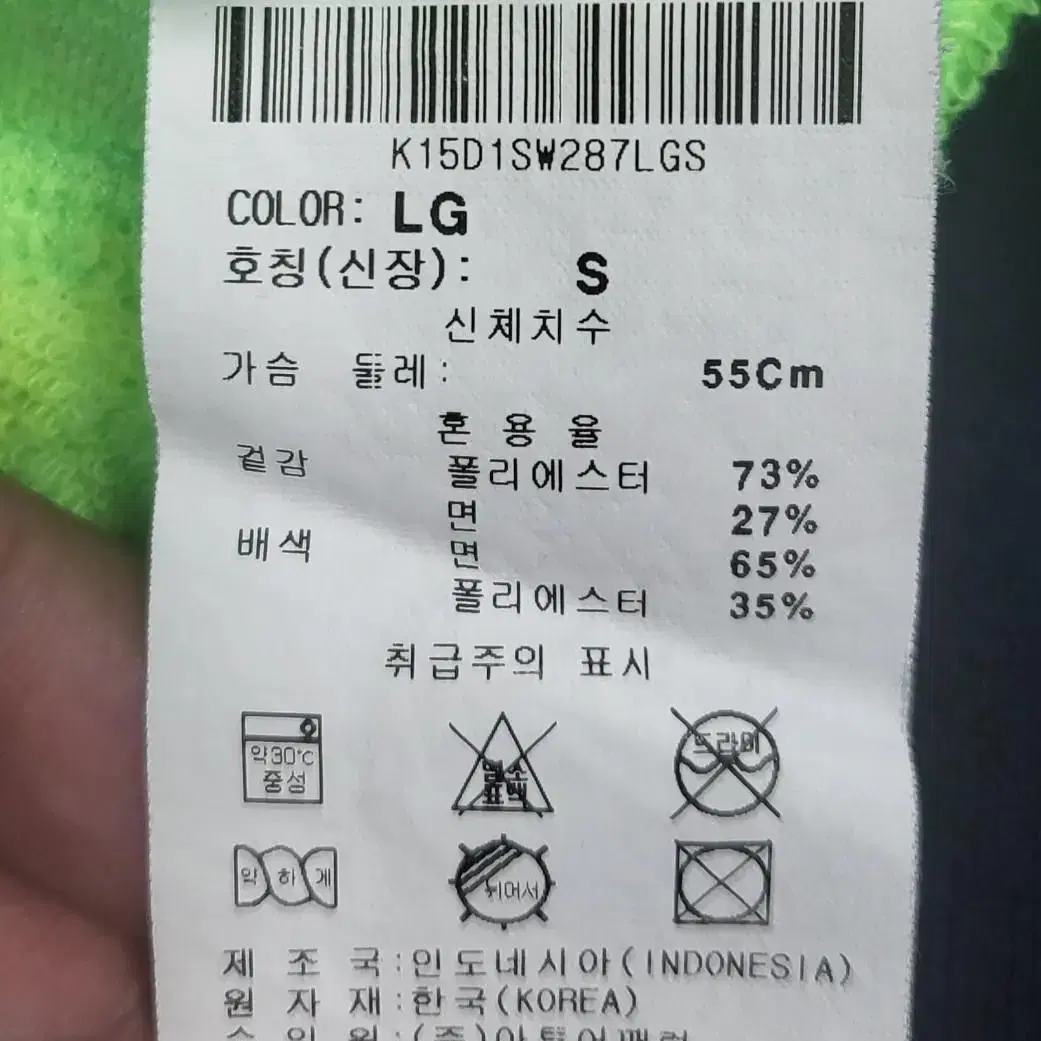 K15D1SW287LGS
COLOR: LG
호칭(신장): S
신체치수
가슴 둘레: 55Cm
혼 용 율
겉감 폴리에스터 73%
면 27%
배색 면 65%
폴리에스터 35%
취급주의 표시
약30℃
중성
드라이
염소
표백
약 하 게
뉘어서
제 조 국:인도네시아(INDONESIA)
원 자 재:한국(KOREA)